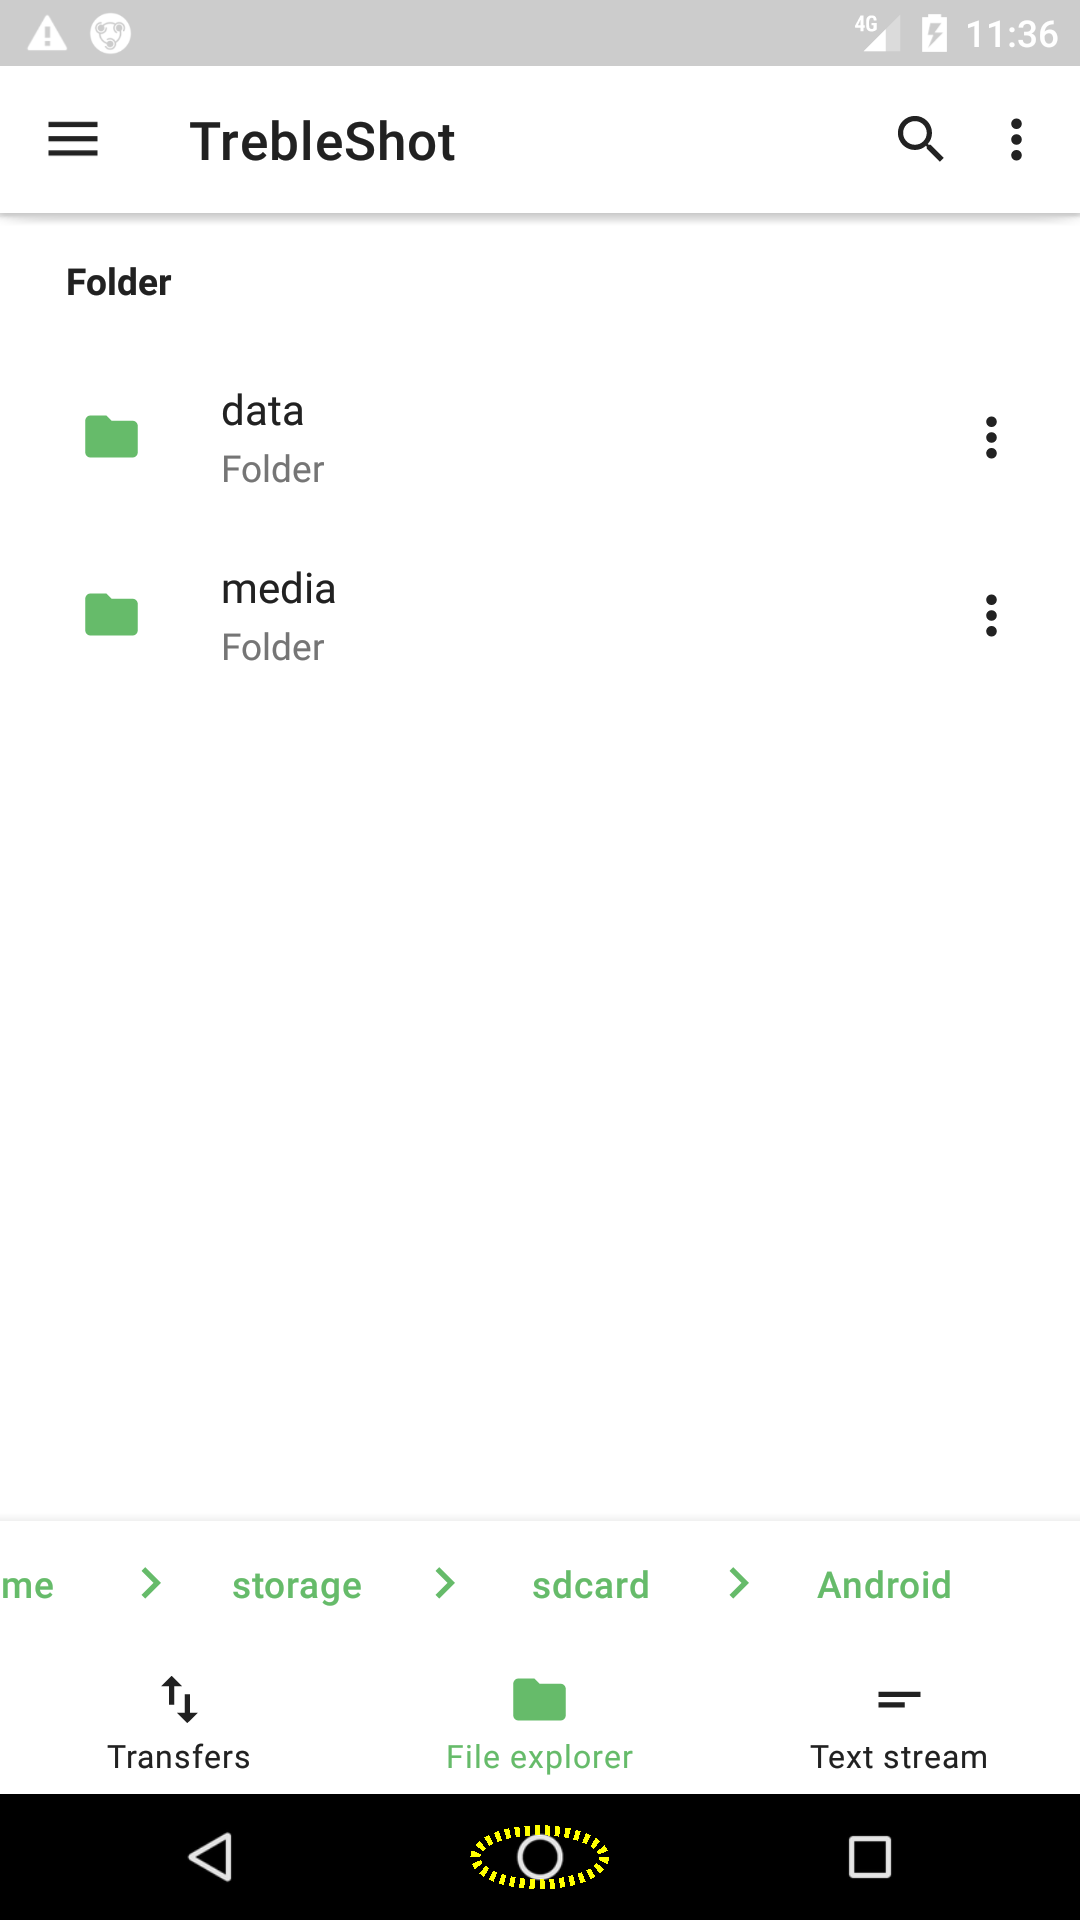 4G 11:36
TrebleShot
Folder
data
Folder
media
Folder
me storage sdcard Android
Transfers File explorer Text stream